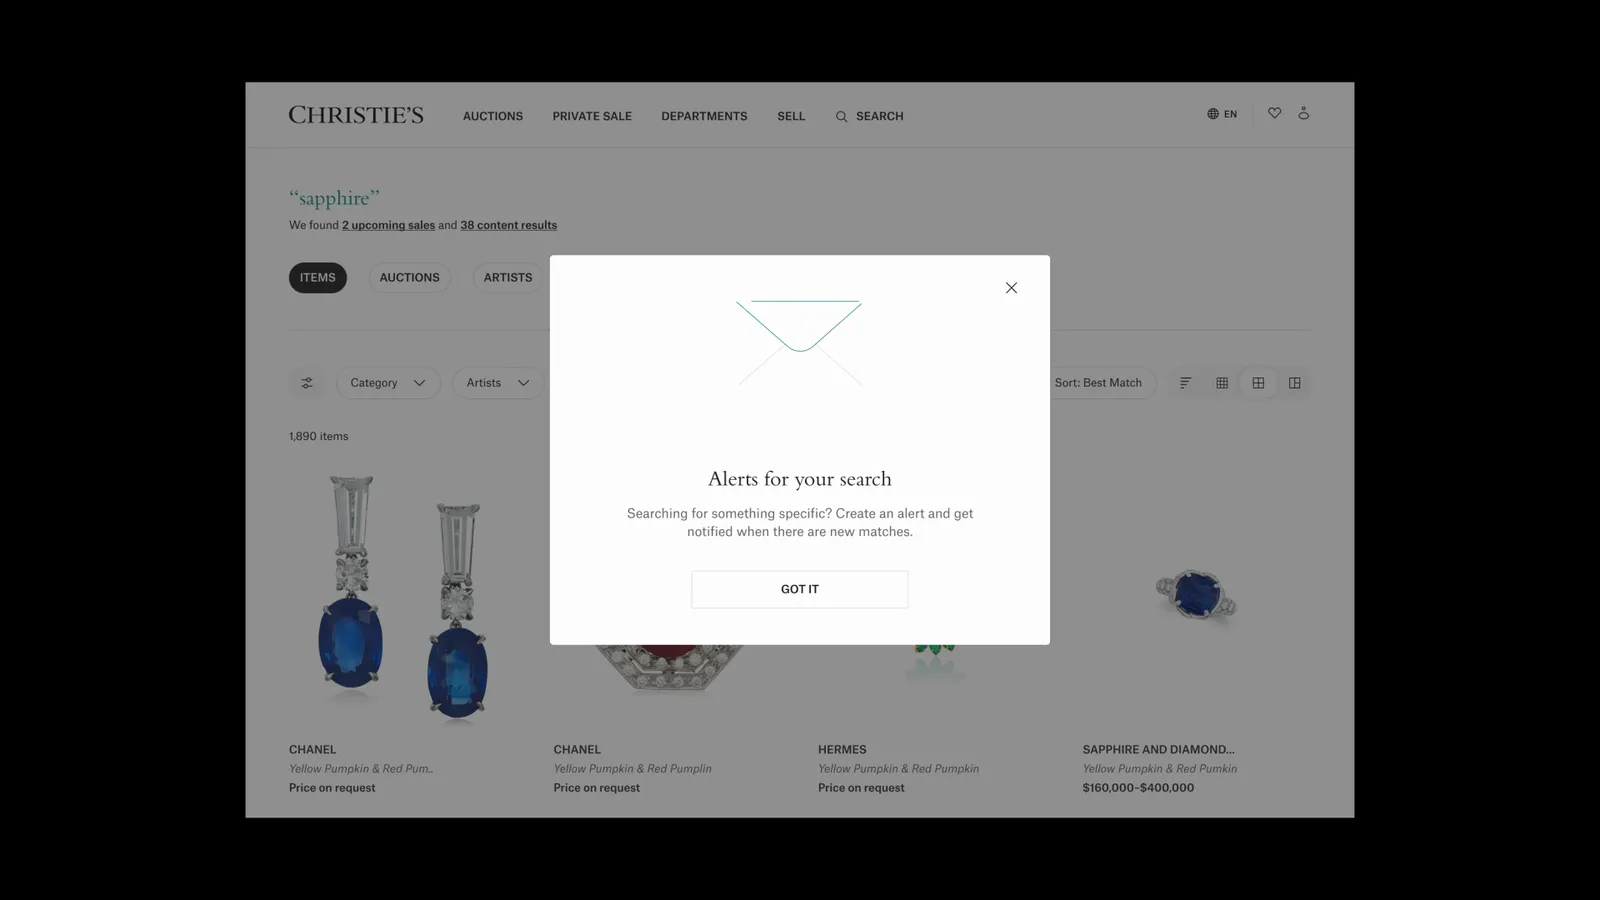 CHRISTIE'S
AUCTIONS
PRIVATE SALE
DEPARTMENTS
SELL
SEARCH
EN
“sapphire”
We found 2 upcoming sales and 38 content results
ITEMS
AUCTIONS
ARTISTS
Category
Artists
Sort: Best Match
1,890 items
Alerts for your search
Searching for something specific? Create an alert and get
notified when there are new matches.
GOT IT
CHANEL
Yellow Pumpkin & Red Pum..
Price on request
CHANEL
Yellow Pumpkin & Red Pumplin
Price on request
HERMES
Yellow Pumpkin & Red Pumpkin
Price on request
SAPPHIRE AND DIAMOND...
Yellow Pumpkin & Red Pumkin
$160,000-$400,000